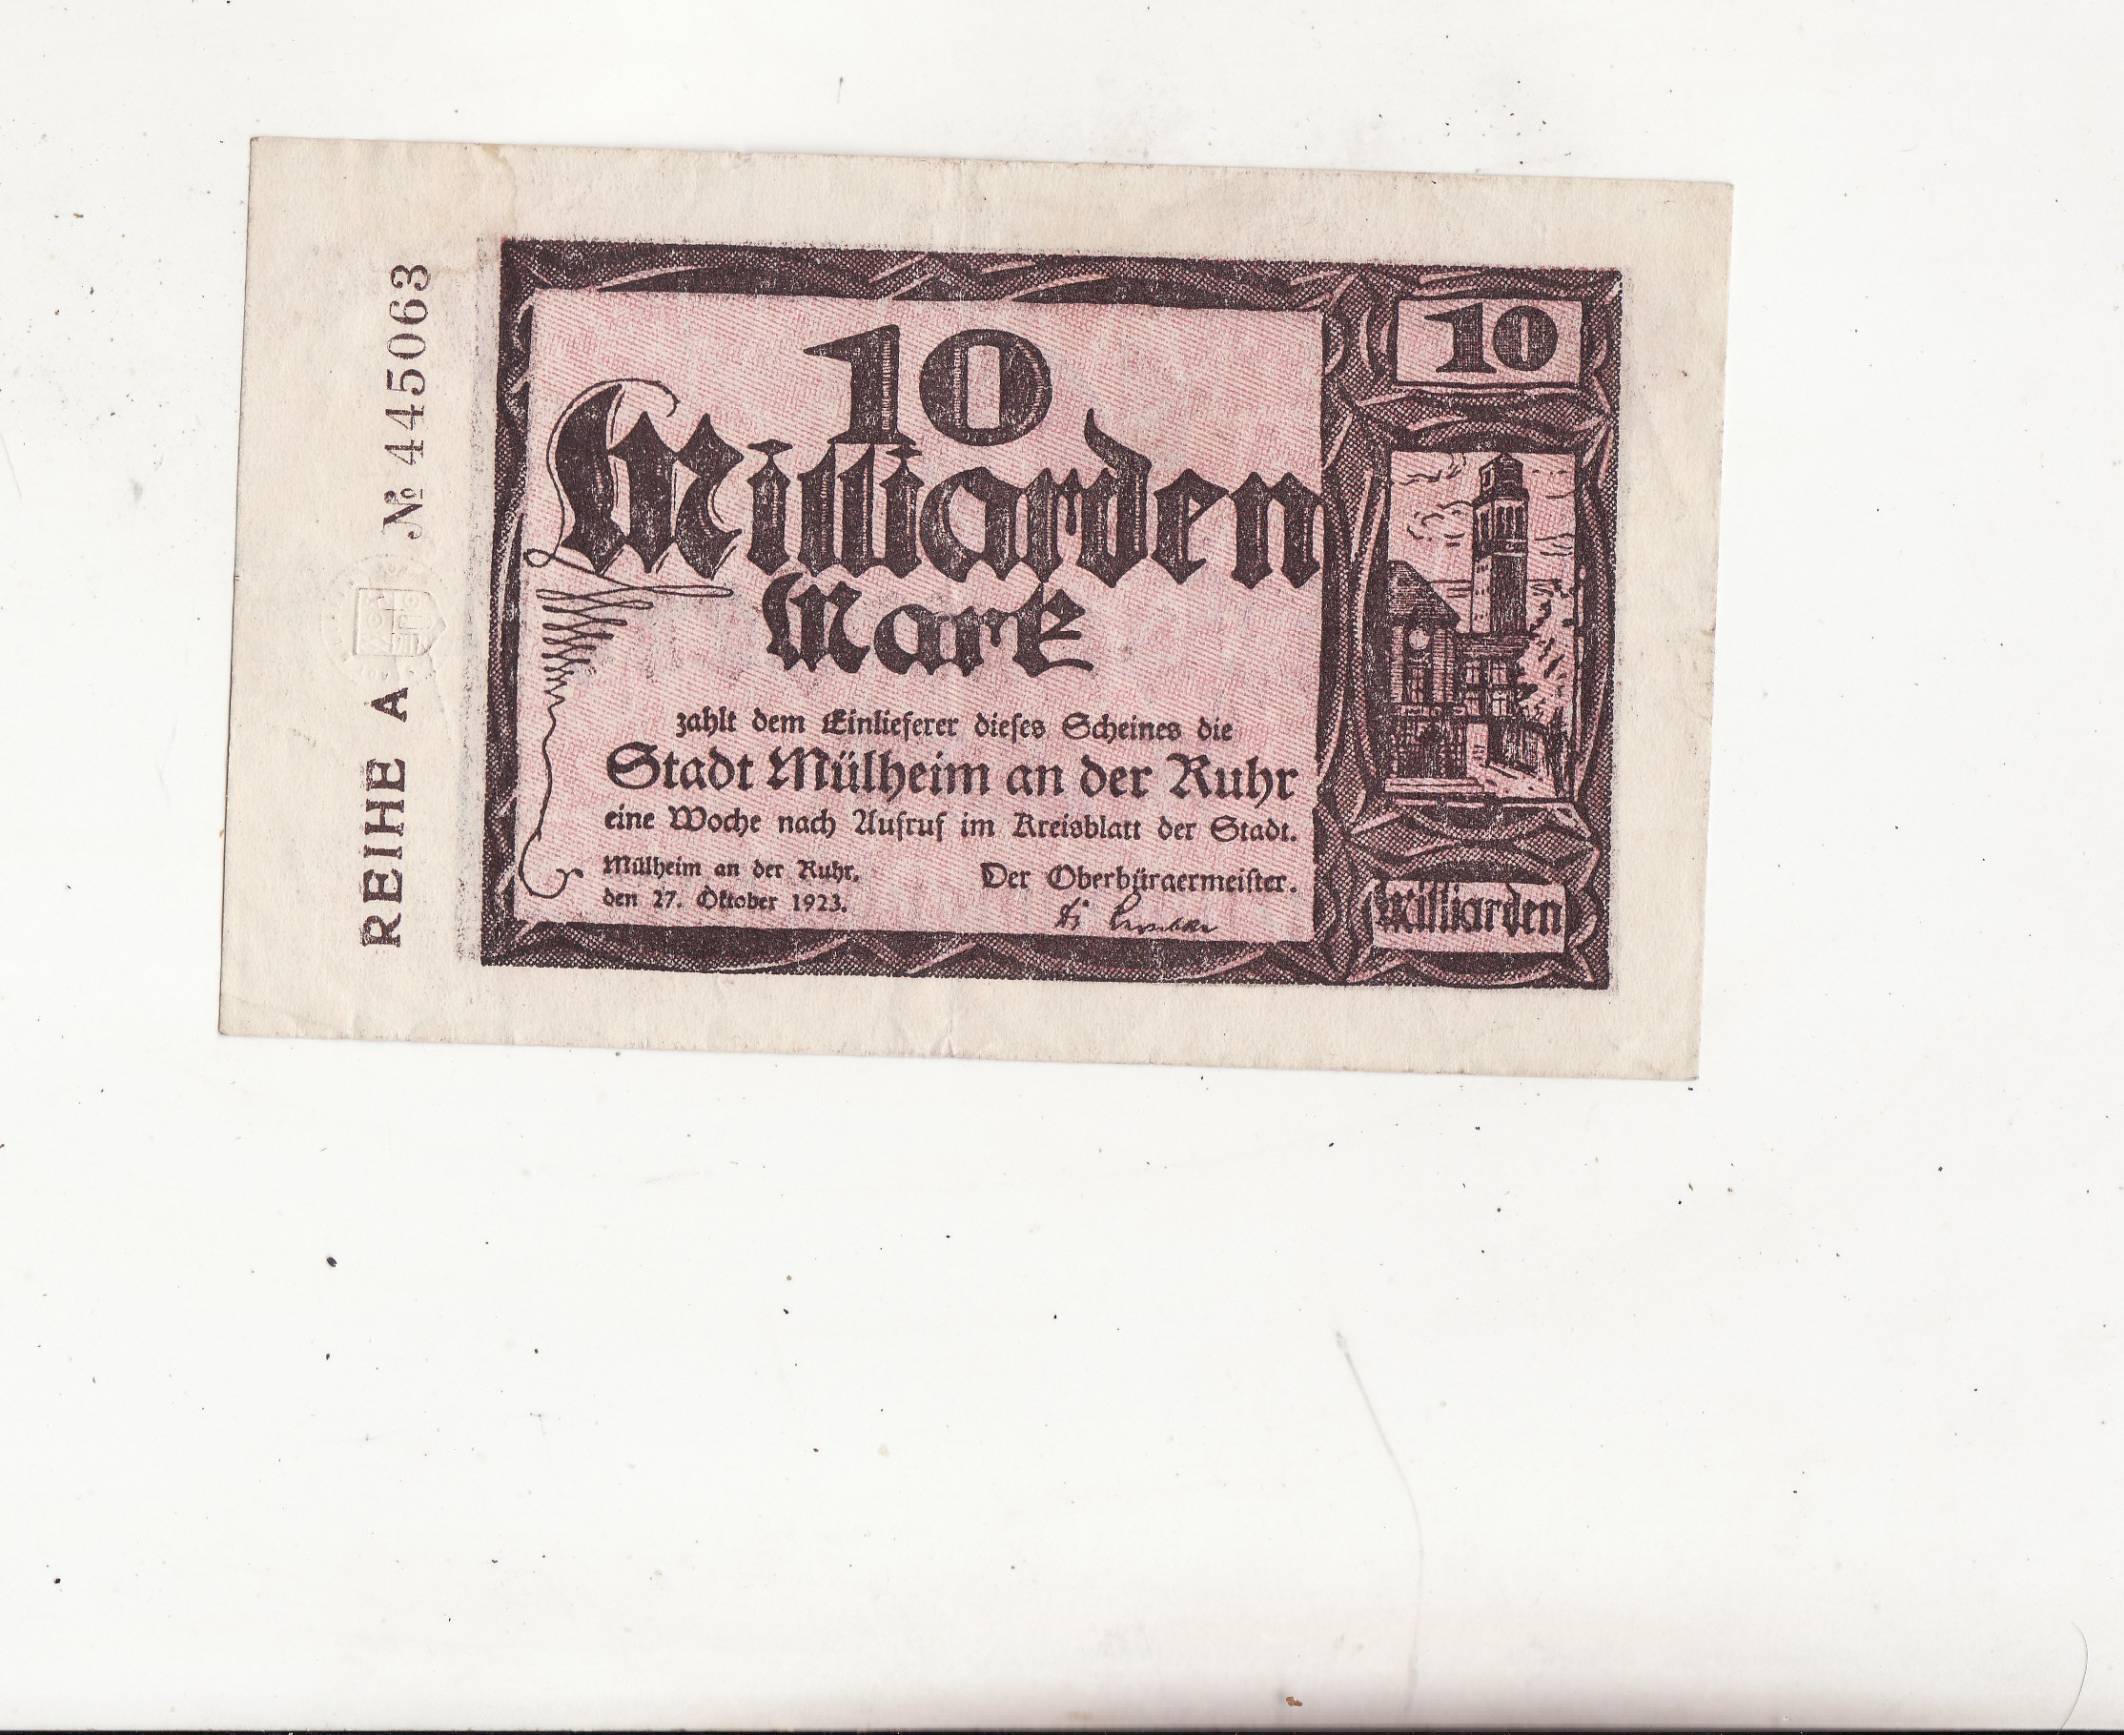 № 445063
REIHE A
10
Milliarden
Mark
zahlt dem Einlieferer dieses Scheines die
Stadt Mülheim an der Ruhr
eine Woche nach Aufruf im Kreisblatt der Stadt.
Mülheim an der Ruhr,
den 27. Oktober 1923.
Der Oberbürgermeister.
10
Milliarden